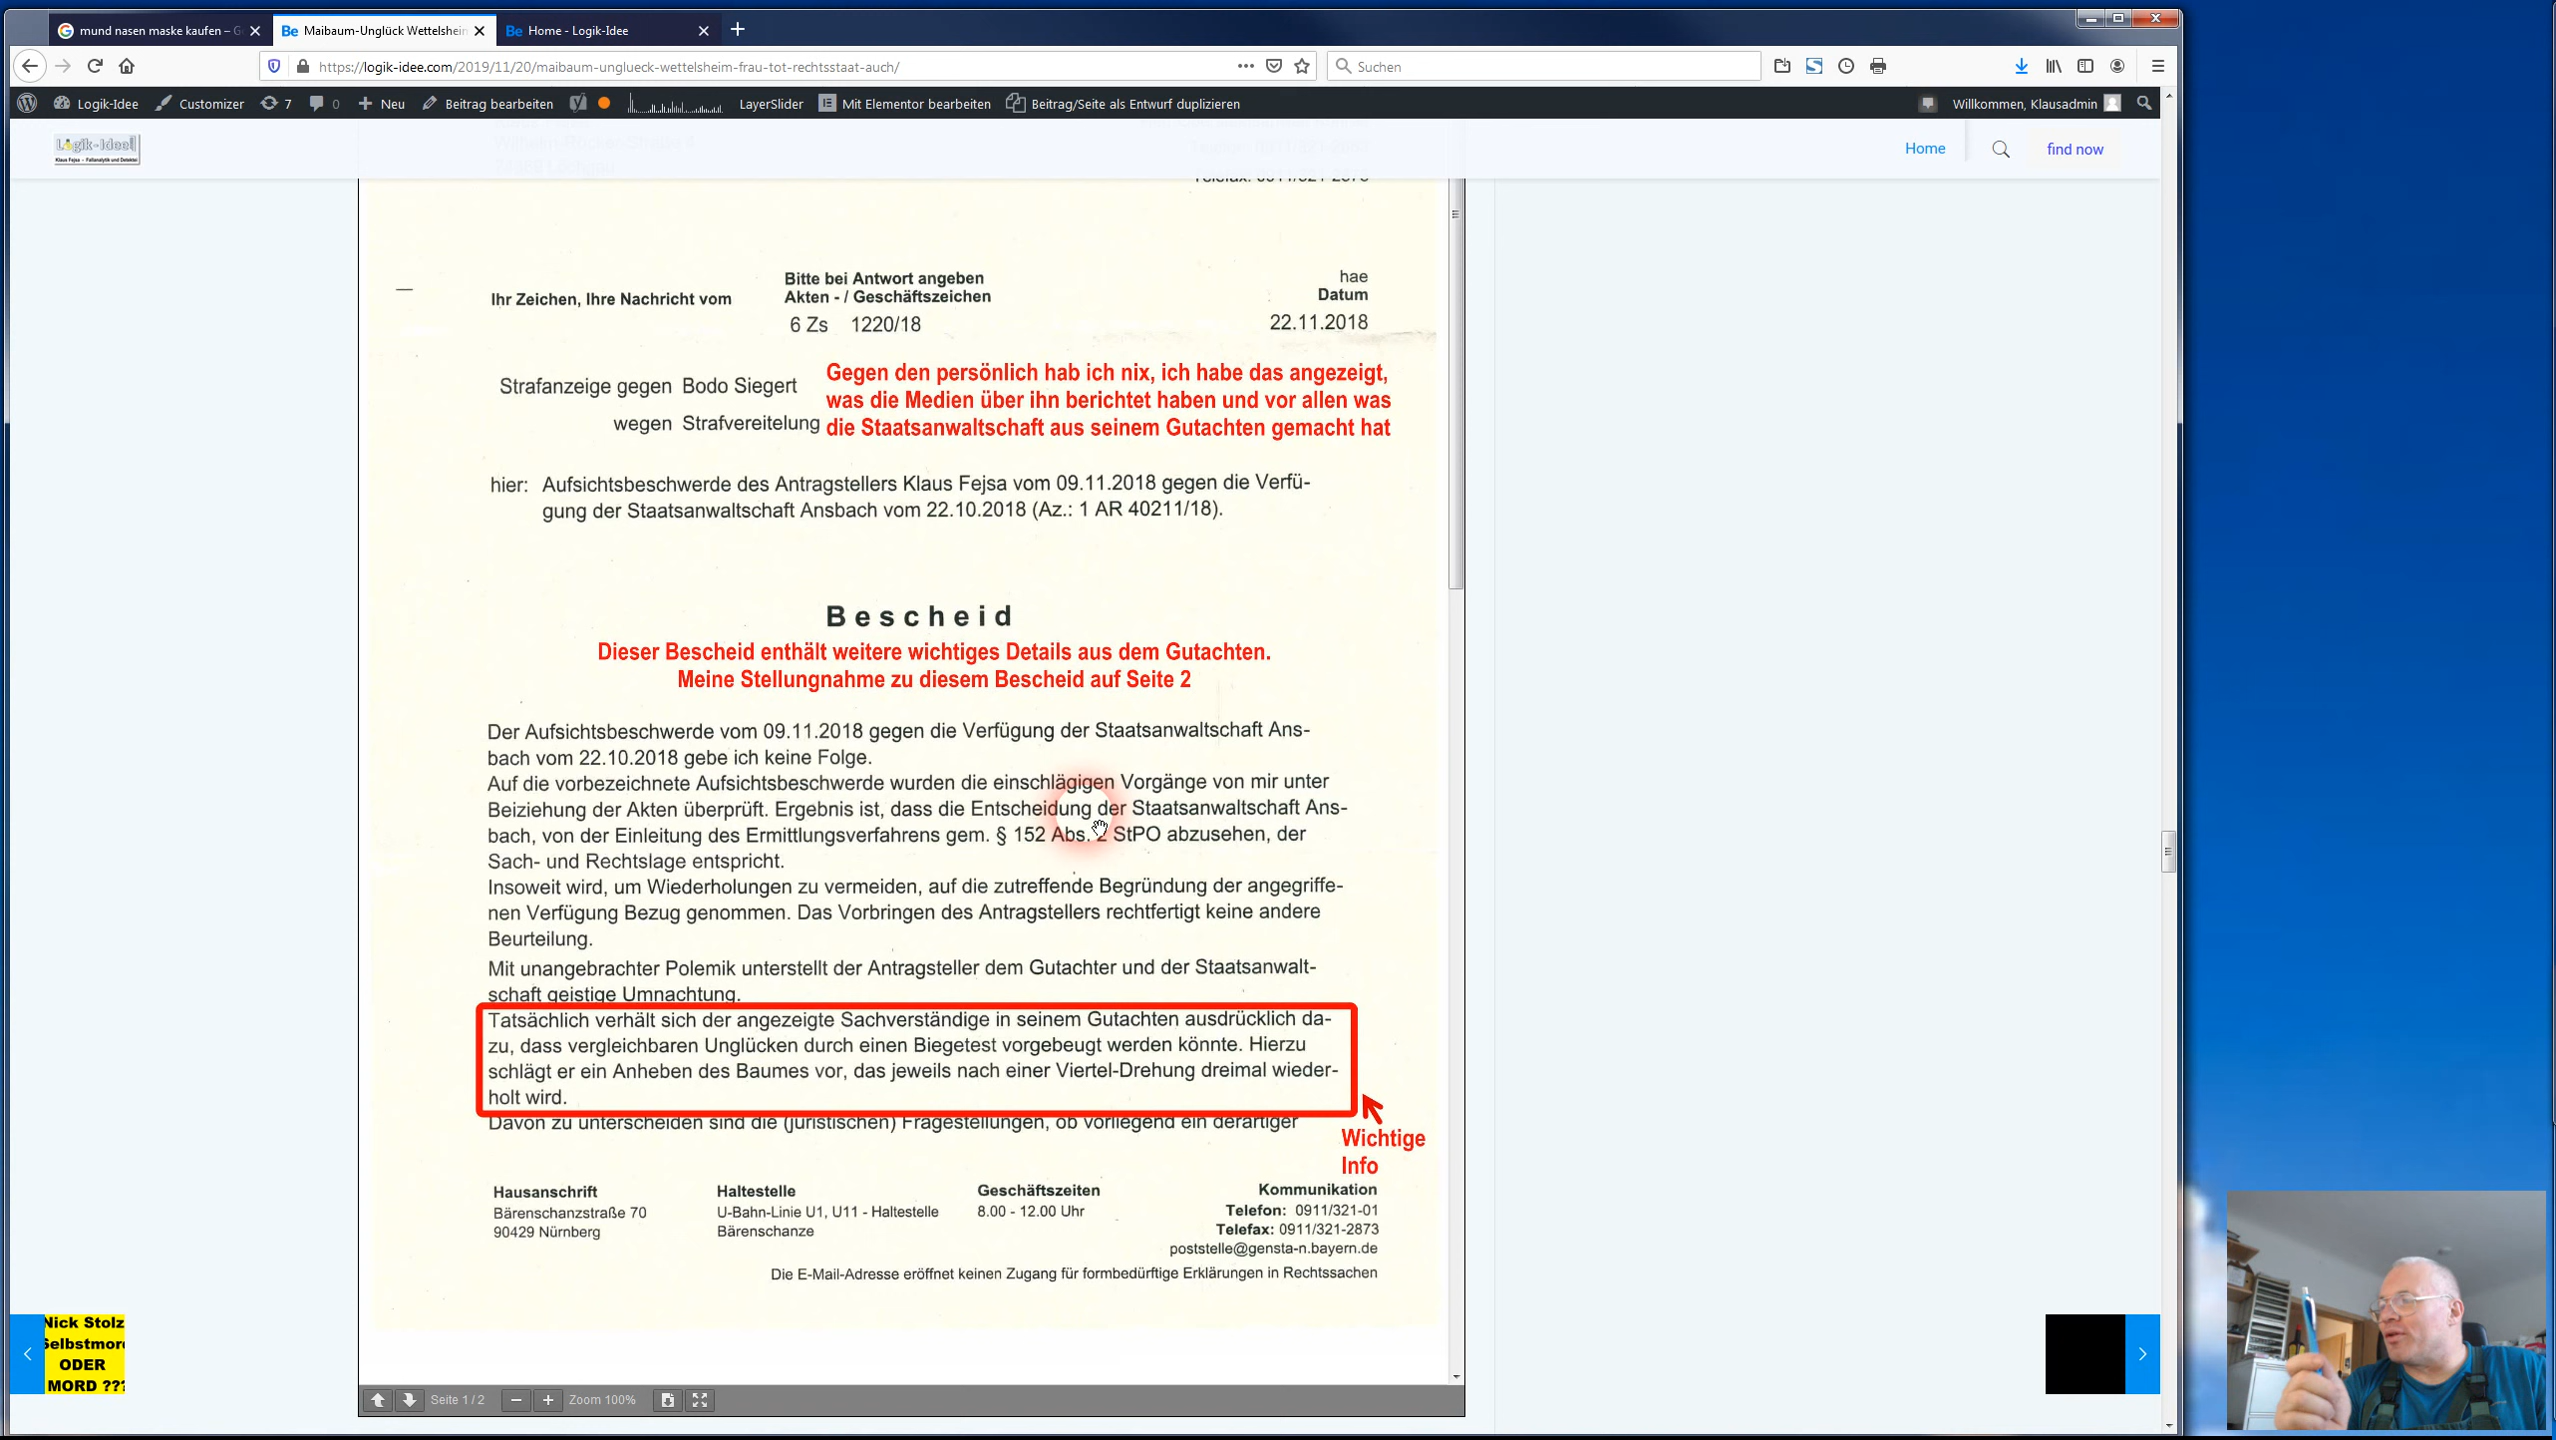 mund nasen maske kaufen – G
Maibaum-Unglück Wettelshein
Home - Logik-Idee
https://logik-idee.com/2019/11/20/maibaum-unglueck-wettelsheim-frau-tot-rechtsstaat-auch/
Suchen
Logik-Idee
Customizer
7
0
Neu
Beitrag bearbeiten
LayerSlider
Mit Elementor bearbeiten
Beitrag/Seite als Entwurf duplizieren
Willkommen, Klausadmin
Logik-Idee!
Klaus Fejsa - Fallanalytik und Detektei
Home
find now
Telefax: 0911/321-2873
Ihr Zeichen, Ihre Nachricht vom
Bitte bei Antwort angeben
Akten - / Geschäftszeichen
6 Zs 1220/18
hae
Datum
22.11.2018
Strafanzeige gegen Bodo Siegert
wegen Strafvereitelung
Gegen den persönlich hab ich nix, ich habe das angezeigt,
was die Medien über ihn berichtet haben und vor allen was
die Staatsanwaltschaft aus seinem Gutachten gemacht hat
hier: Aufsichtsbeschwerde des Antragstellers Klaus Fejsa vom 09.11.2018 gegen die Verfü-
gung der Staatsanwaltschaft Ansbach vom 22.10.2018 (Az.: 1 AR 40211/18).
Bescheid
Dieser Bescheid enthält weitere wichtiges Details aus dem Gutachten.
Meine Stellungnahme zu diesem Bescheid auf Seite 2
Der Aufsichtsbeschwerde vom 09.11.2018 gegen die Verfügung der Staatsanwaltschaft Ans-
bach vom 22.10.2018 gebe ich keine Folge.
Auf die vorbezeichnete Aufsichtsbeschwerde wurden die einschlägigen Vorgänge von mir unter
Beiziehung der Akten überprüft. Ergebnis ist, dass die Entscheidung der Staatsanwaltschaft Ans-
bach, von der Einleitung des Ermittlungsverfahrens gem. § 152 Abs. 2 StPO abzusehen, der
Sach- und Rechtslage entspricht.
Insoweit wird, um Wiederholungen zu vermeiden, auf die zutreffende Begründung der angegriffe-
nen Verfügung Bezug genommen. Das Vorbringen des Antragstellers rechtfertigt keine andere
Beurteilung.
Mit unangebrachter Polemik unterstellt der Antragsteller dem Gutachter und der Staatsanwalt-
schaft geistige Umnachtung.
Tatsächlich verhält sich der angezeigte Sachverständige in seinem Gutachten ausdrücklich da-
zu, dass vergleichbaren Unglücken durch einen Biegetest vorgebeugt werden könnte. Hierzu
schlägt er ein Anheben des Baumes vor, das jeweils nach einer Viertel-Drehung dreimal wieder-
holt wird.
Davon zu unterscheiden sind die (juristischen) Fragestellungen, ob vorliegend ein derartiger
Wichtige
Info
Hausanschrift
Bärenschanzstraße 70
90429 Nürnberg
Haltestelle
U-Bahn-Linie U1, U11 - Haltestelle
Bärenschanze
Geschäftszeiten
8.00 - 12.00 Uhr
Kommunikation
Telefon: 0911/321-01
Telefax: 0911/321-2873
poststelle@gensta-n.bayern.de
Die E-Mail-Adresse eröffnet keinen Zugang für formbedürftige Erklärungen in Rechtssachen
Nick Stolz
Selbstmord
ODER
MORD ???
Seite 1 / 2
Zoom 100%